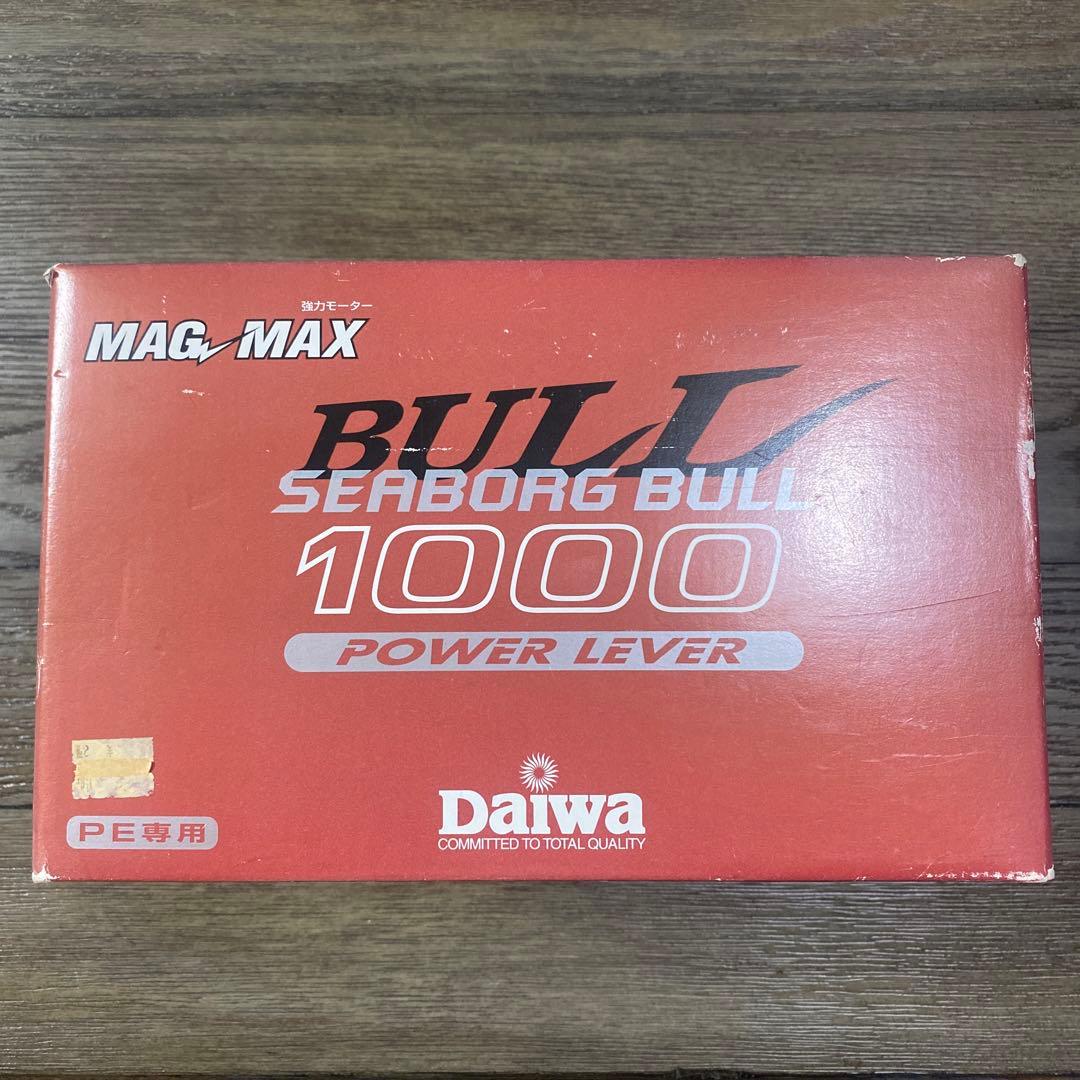 強力モーター
MAG MAX
BULL
SEABORG BULL
1000
POWER LEVER
PE専用
Daiwa
COMMITTED TO TOTAL QUALITY